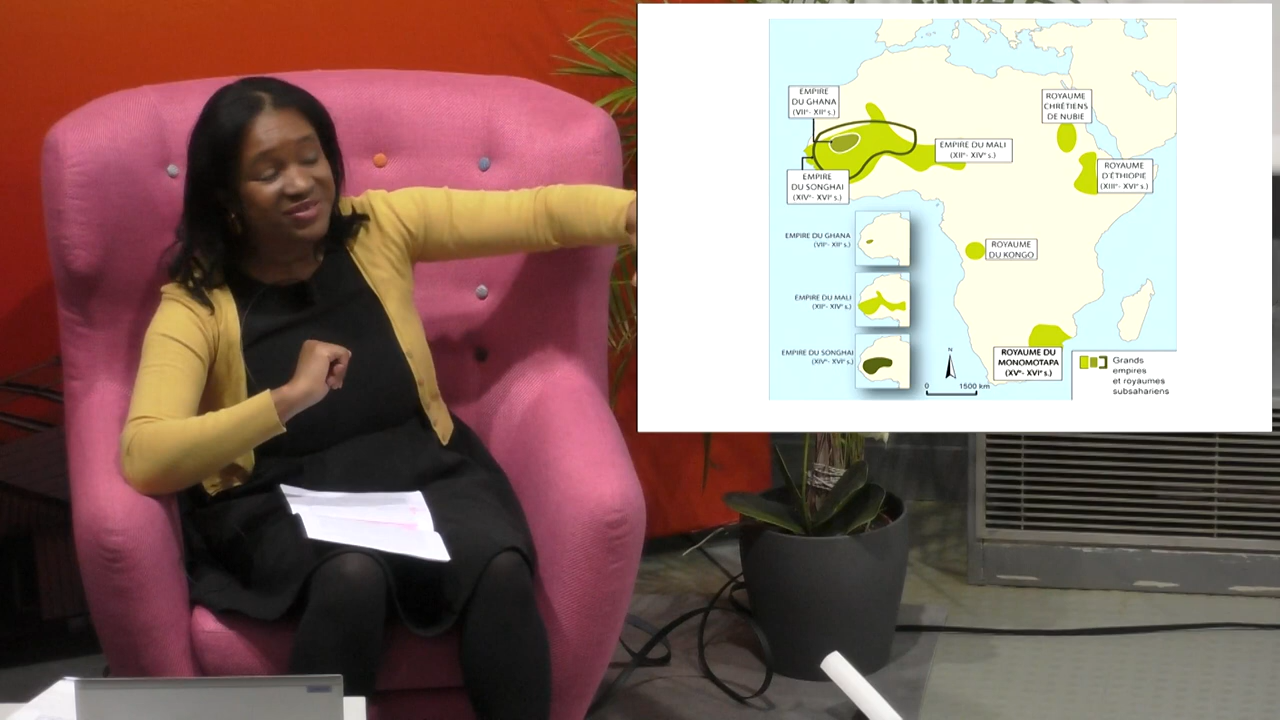 EMPIRE
DU GHANA
(VIIᵉ- XIIᵉ s.)
ROYAUME
CHRÉTIENS
DE NUBIE
EMPIRE DU MALI
(XIIᵉ- XIVᵉ s.)
EMPIRE
DU SONGHAI
(XIVᵉ- XVIᵉ s.)
ROYAUME
D'ÉTHIOPIE
(XIIIᵉ- XVIᵉ s.)
EMPIRE DU GHANA
(VIIᵉ- XIIᵉ s.)
ROYAUME
DU KONGO
EMPIRE DU MALI
(XIIᵉ- XIVᵉ s.)
EMPIRE DU SONGHAI
(XIVᵉ- XVIᵉ s.)
ROYAUME DU
MONOMOTAPA
(XVᵉ- XVIᵉ s.)
N
0 1500 km
Grands
empires
et royaumes
subsahariens